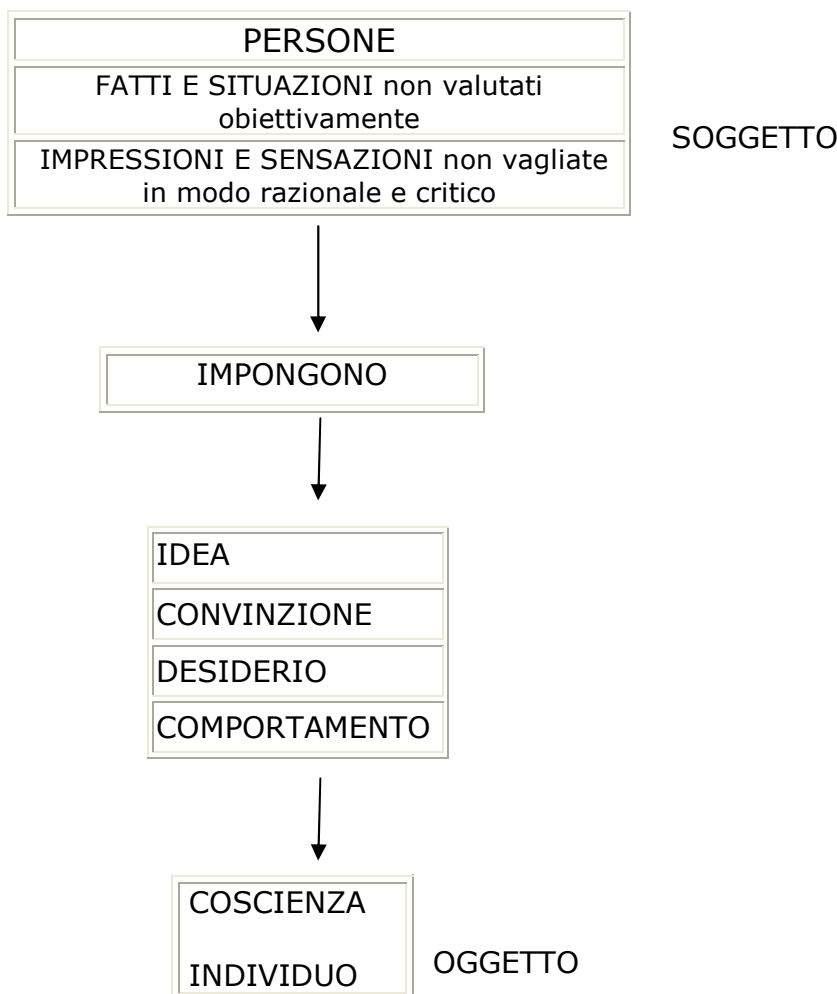 PERSONE
FATTI E SITUAZIONI non valutati
obiettivamente
SOGGETTO
IMPRESSIONI E SENSAZIONI non vagliate
in modo razionale e critico
IMPONGONO
IDEA
CONVINZIONE
DESIDERIO
COMPORTAMENTO
COSCIENZA
INDIVIDUO
OGGETTO